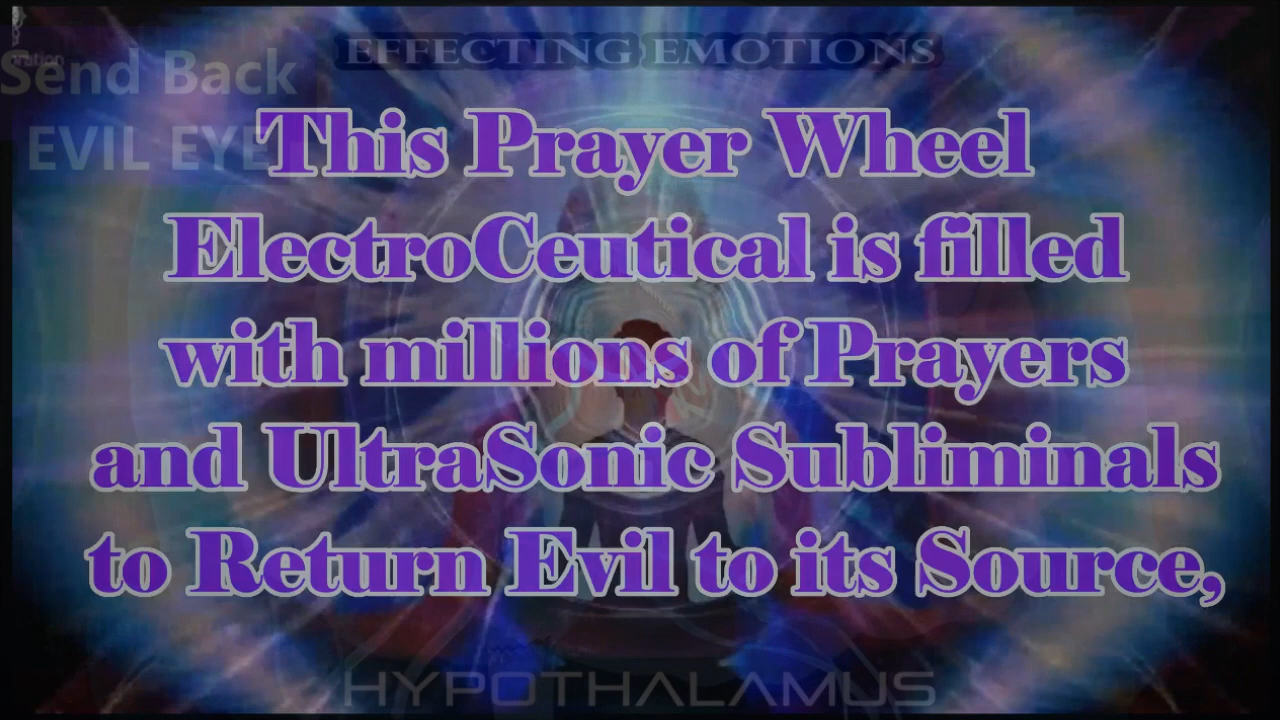 EFFECTING EMOTIONS
Send Back
EVIL EYE
This Prayer Wheel
ElectroCeutical is filled
with millions of Prayers
and UltraSonic Subliminals
to Return Evil to its Source,
HYPOTHALAMUS